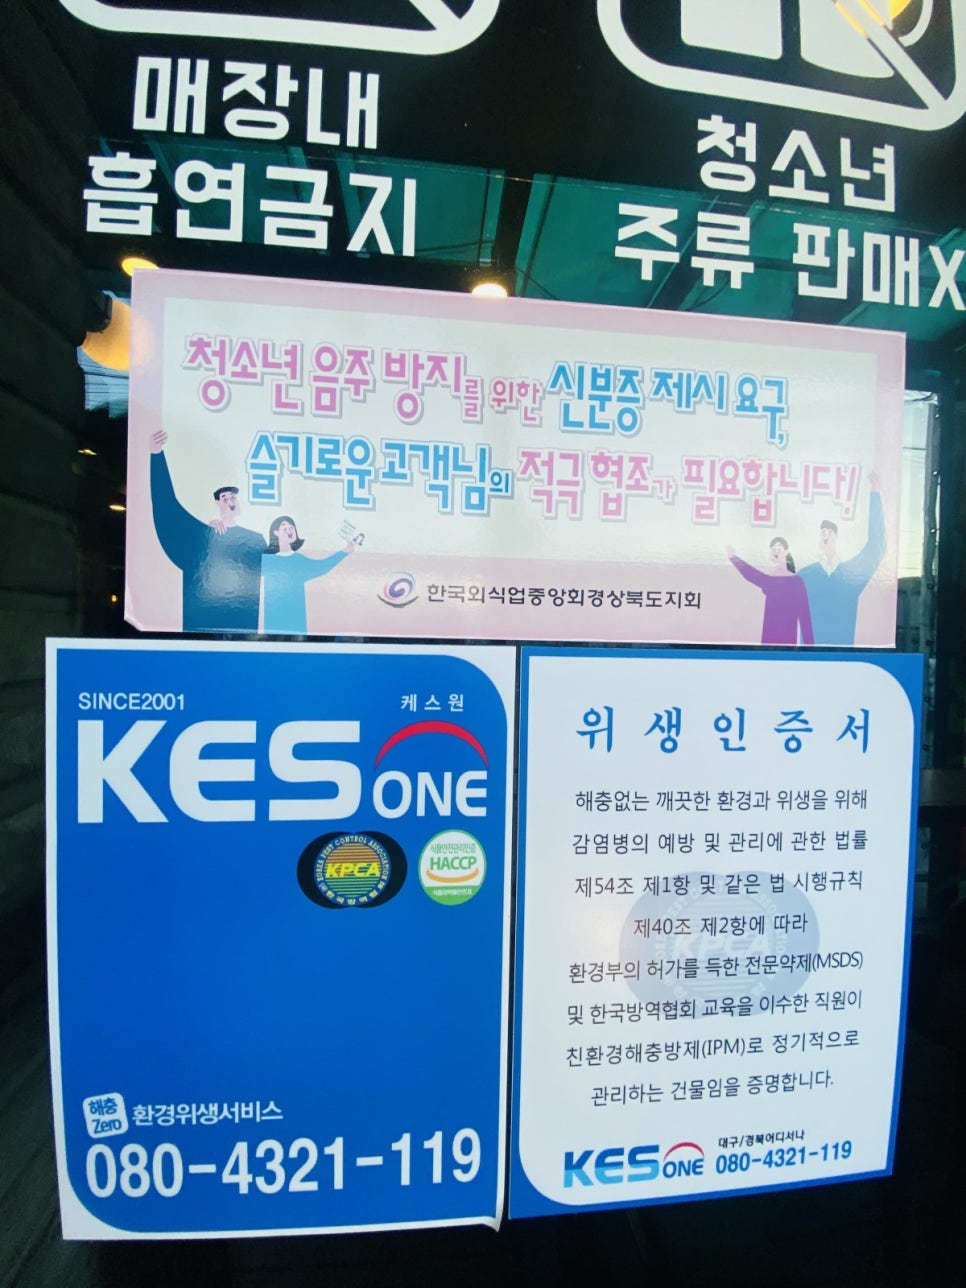 매장내
흡연금지
청소년
주류 판매X
청소년 음주 방지를 위한 신분증 제시 요구,
슬기로운 고객님의 적극 협조가 필요합니다!
한국외식업중앙회경상북도지회
SINCE2001
케스원
KES ONE
KPCA
식품안전관리인증
HACCP
해충
Zero
환경위생서비스
080-4321-119
위생인증서
해충없는 깨끗한 환경과 위생을 위해
감염병의 예방 및 관리에 관한 법률
제54조 제1항 및 같은 법 시행규칙
제40조 제2항에 따라
환경부의 허가를 득한 전문약제(MSDS)
및 한국방역협회 교육을 이수한 직원이
친환경해충방제(IPM)로 정기적으로
관리하는 건물임을 증명합니다.
KPCA
KES ONE
대구/경북어디서나
080-4321-119